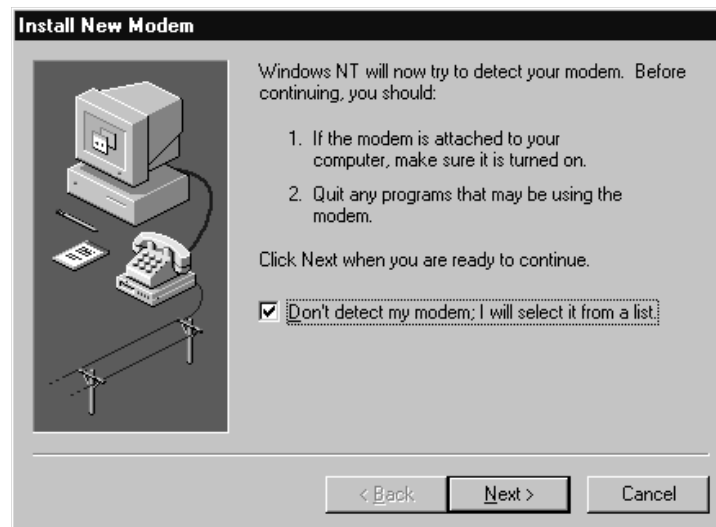 Install New Modem
Windows NT will now try to detect your modem. Before
continuing, you should:
1. If the modem is attached to your
computer, make sure it is turned on.
2. Quit any programs that may be using the
modem.
Click Next when you are ready to continue.
Don't detect my modem; I will select it from a list.
< Back
Next >
Cancel